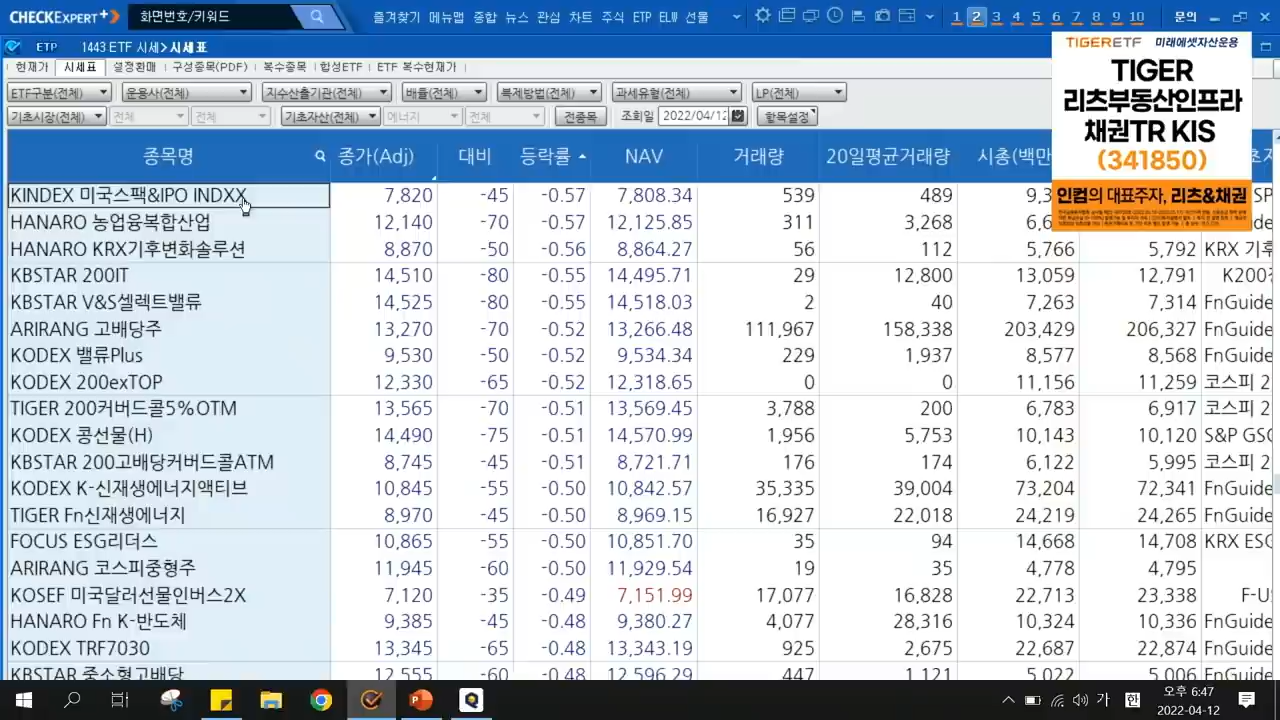 CHECKEXPERT+ 화면번호/키워드 즐겨찾기 메뉴맵 종합 뉴스 관심 차트 주식 ETP ELW 선물 1 2 3 4 5 6 7 8 9 10 문의
ETP 1443 ETF 시세>시세표
현재가 시세표 설정환매 구성종목(PDF) 복수종목 합성ETF ETF 복수현재가
ETF구분(전체) 운용사(전체) 지수산출기관(전체) 배율(전체) 복제방법(전체) 과세유형(전체) LP(전체)
기초시장(전체) 전체 전체 기초자산(전체) 에너지 전체 전종목 조회일 2022/04/12 항목설정
TIGERETF 미래에셋자산운용
TIGER
리츠부동산인프라
채권TR KIS
(341850)
인컴의 대표주자, 리츠&채권
종목명 종가(Adj) 대비 등락률 NAV 거래량 20일평균거래량 시총(백만
KINDEX 미국스팩&IPO INDXX 7,820 -45 -0.57 7,808.34 539 489 9,3 SP
HANARO 농업융복합산업 12,140 -70 -0.57 12,125.85 311 3,268 6,6 de
HANARO KRX기후변화솔루션 8,870 -50 -0.56 8,864.27 56 112 5,766 5,792 KRX 기후
KBSTAR 200IT 14,510 -80 -0.55 14,495.71 29 12,800 13,059 12,791 K200
KBSTAR V&S셀렉트밸류 14,525 -80 -0.55 14,518.03 2 40 7,263 7,314 FnGuide
ARIRANG 고배당주 13,270 -70 -0.52 13,266.48 111,967 158,338 203,429 206,327 FnGuide
KODEX 밸류Plus 9,530 -50 -0.52 9,534.34 229 1,937 8,577 8,568 FnGuide
KODEX 200exTOP 12,330 -65 -0.52 12,318.65 0 0 11,156 11,259 코스피 2
TIGER 200커버드콜5%OTM 13,565 -70 -0.51 13,569.45 3,788 200 6,783 6,917 코스피 2
KODEX 콩선물(H) 14,490 -75 -0.51 14,570.99 1,956 5,753 10,143 10,120 S&P GSC
KBSTAR 200고배당커버드콜ATM 8,745 -45 -0.51 8,721.71 176 174 6,122 5,995 코스피 2
KODEX K-신재생에너지액티브 10,845 -55 -0.50 10,842.57 35,335 39,004 73,204 72,341 FnGuide
TIGER Fn신재생에너지 8,970 -45 -0.50 8,969.15 16,927 22,018 24,219 24,265 FnGuide
FOCUS ESG리더스 10,865 -55 -0.50 10,851.70 35 94 14,668 14,708 KRX ESG
ARIRANG 코스피중형주 11,945 -60 -0.50 11,929.54 19 35 4,778 4,795
KOSEF 미국달러선물인버스2X 7,120 -35 -0.49 7,151.99 17,077 16,828 22,713 23,338 F-U
HANARO Fn K-반도체 9,385 -45 -0.48 9,380.27 4,077 28,316 10,324 10,336 FnGuide
KODEX TRF7030 13,345 -65 -0.48 13,343.19 925 2,675 22,687 22,874 FnGuide
KBSTAR 중소형고배당 12,555 -60 -0.48 12,596.29 447 1,121 5,022 5,006 FnGuide
가 한 오후 6:47
2022-04-12